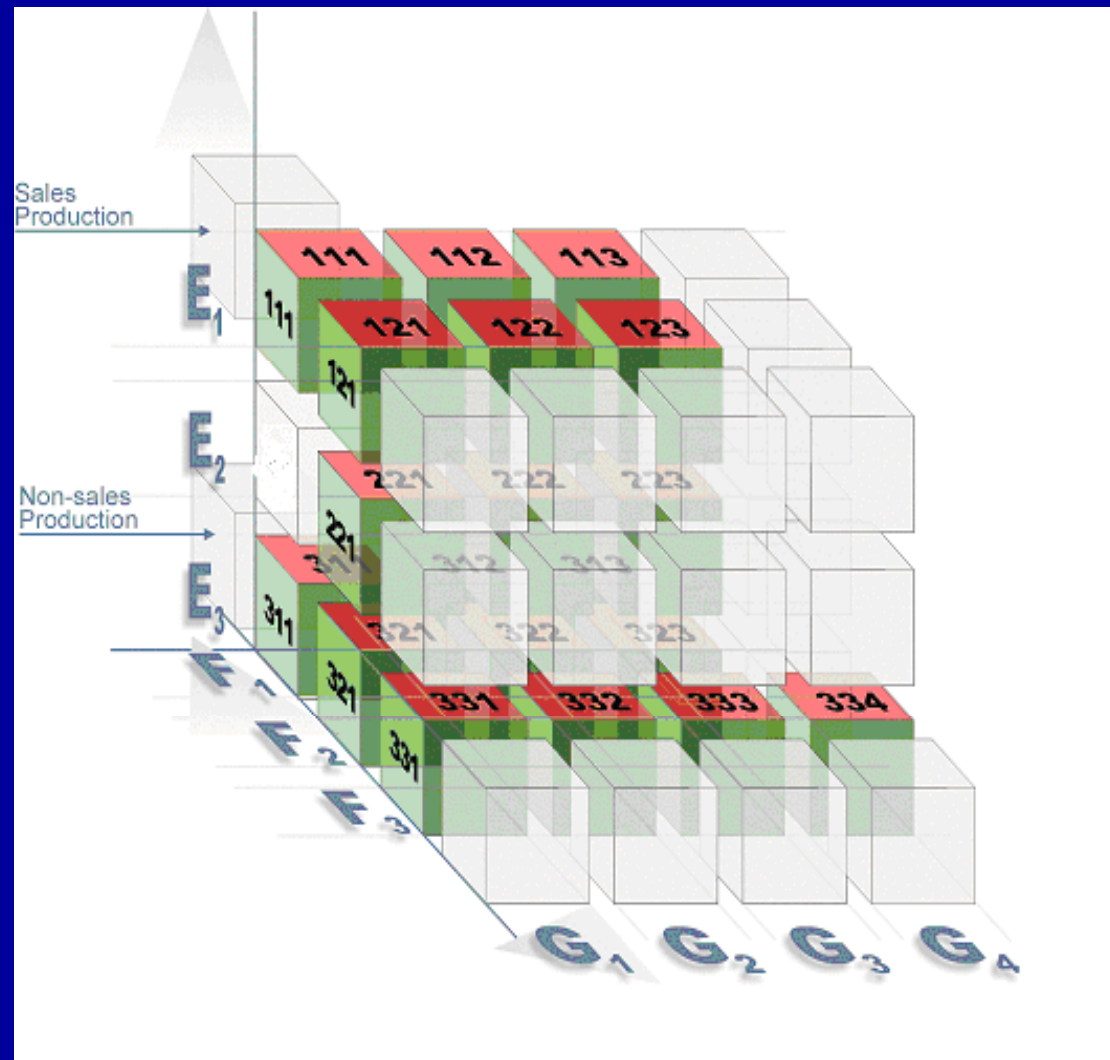 Sales
Production
111 112 113
E1
111
121 122 123
121
E2
221 222 223
Non-sales
Production
221
311 312 313
E3
311
321 322 323
321
F1
331 332 333 334
F2
331
F3
G1 G2 G3 G4